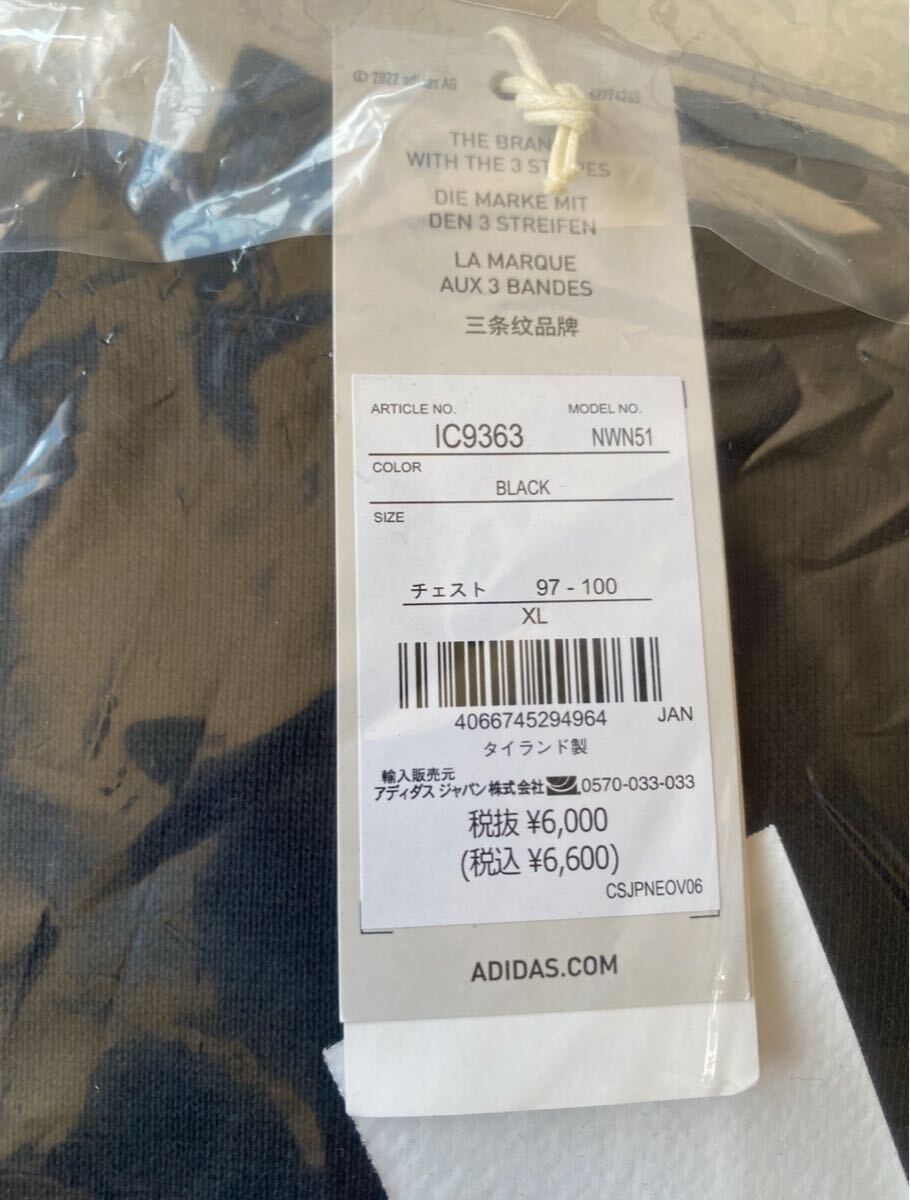 © 2022 adidas AG 62774263
THE BRAN
WITH THE 3 ST PES
DIE MARKE MIT
DEN 3 STREIFEN
LA MARQUE
AUX 3 BANDES
三条纹品牌
ARTICLE NO. MODEL NO.
IC9363 NWN51
COLOR
BLACK
SIZE
チェスト 97 - 100
XL
4066745294964 JAN
タイランド製
輸入販売元
アディダス ジャパン株式会社 0570-033-033
税抜 ¥6,000
(税込 ¥6,600)
CSJPNEOV06
ADIDAS.COM